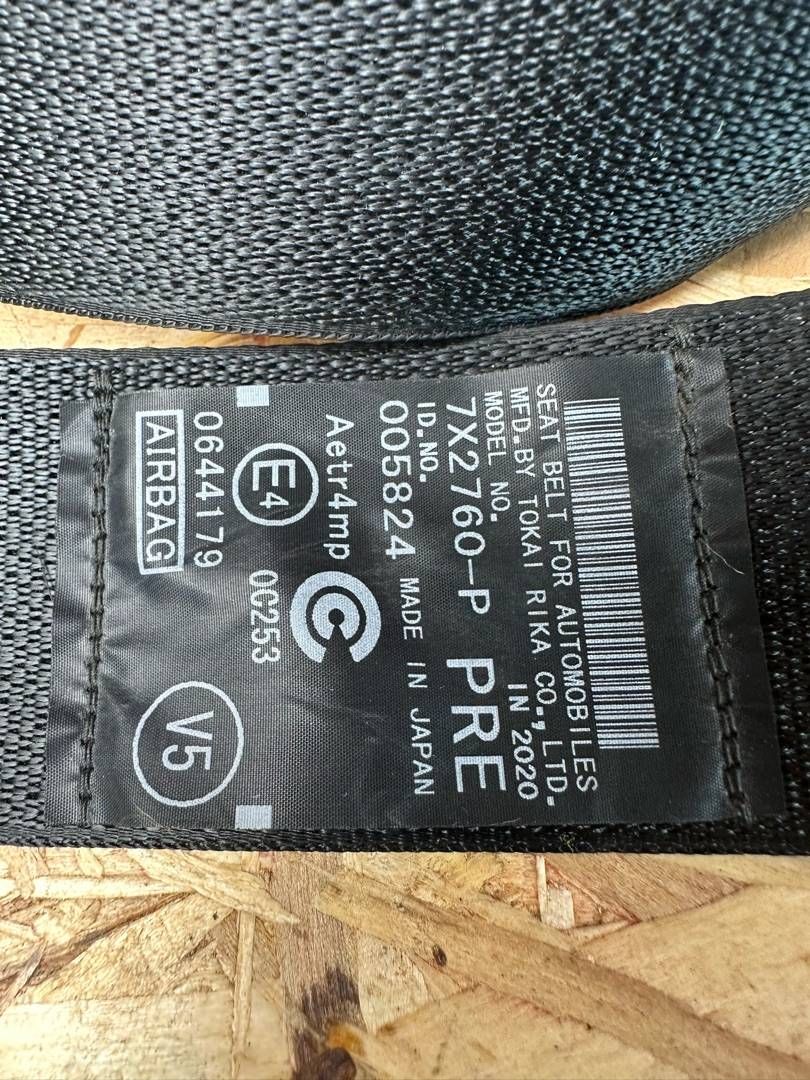 SEAT BELT FOR AUTOMOBILES
MFD.BY TOKAI RIKA CO., LTD.
MODEL NO. IN 2020
7X2760-P PRE
ID.NO.
005824 MADE IN JAPAN
Aetr4mp
E4 0C253
0644179
AIRBAG V5